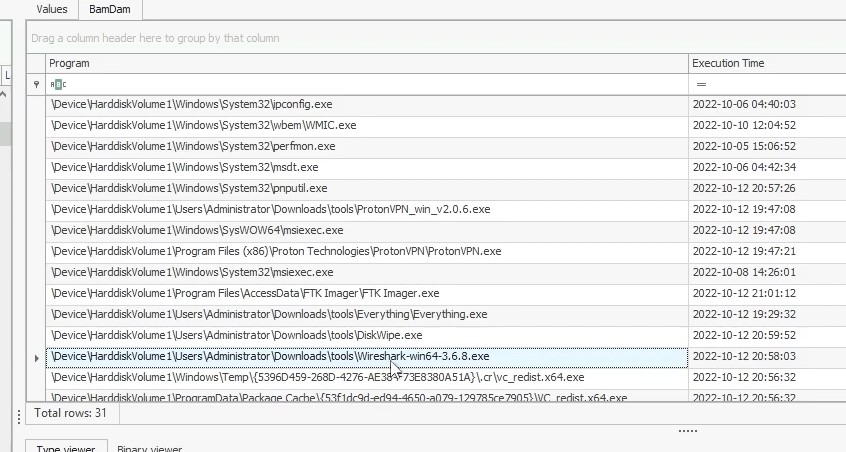 Values BamDam
Drag a column header here to group by that column
Program Execution Time
=
\Device\HarddiskVolume1\Windows\System32\ipconfig.exe 2022-10-06 04:40:03
\Device\HarddiskVolume1\Windows\System32\wbem\WMIC.exe 2022-10-10 12:04:52
\Device\HarddiskVolume1\Windows\System32\perfmon.exe 2022-10-05 15:06:52
\Device\HarddiskVolume1\Windows\System32\msdt.exe 2022-10-06 04:42:34
\Device\HarddiskVolume1\Windows\System32\pnputil.exe 2022-10-12 20:57:26
\Device\HarddiskVolume1\Users\Administrator\Downloads\tools\ProtonVPN_win_v2.0.6.exe 2022-10-12 19:47:08
\Device\HarddiskVolume1\Windows\SysWOW64\msiexec.exe 2022-10-12 19:47:08
\Device\HarddiskVolume1\Program Files (x86)\Proton Technologies\ProtonVPN\ProtonVPN.exe 2022-10-12 19:47:21
\Device\HarddiskVolume1\Windows\System32\msiexec.exe 2022-10-08 14:26:01
\Device\HarddiskVolume1\Program Files\AccessData\FTK Imager\FTK Imager.exe 2022-10-12 21:01:12
\Device\HarddiskVolume1\Users\Administrator\Downloads\tools\Everything\Everything.exe 2022-10-12 19:29:32
\Device\HarddiskVolume1\Users\Administrator\Downloads\tools\DiskWipe.exe 2022-10-12 20:59:52
\Device\HarddiskVolume1\Users\Administrator\Downloads\tools\Wireshark-win64-3.6.8.exe 2022-10-12 20:58:03
\Device\HarddiskVolume1\Windows\Temp\{5396D459-268D-4276-AE38-F73E8380A51A}\.cr\vc_redist.x64.exe 2022-10-12 20:56:32
\Device\HarddiskVolume1\ProgramData\Package Cache\{53f1dc9d-ed94-4650-a079-129785ce7905}\VC_redist.x64.exe 2022-10-12 20:56:32
Total rows: 31
Type viewer Binary viewer